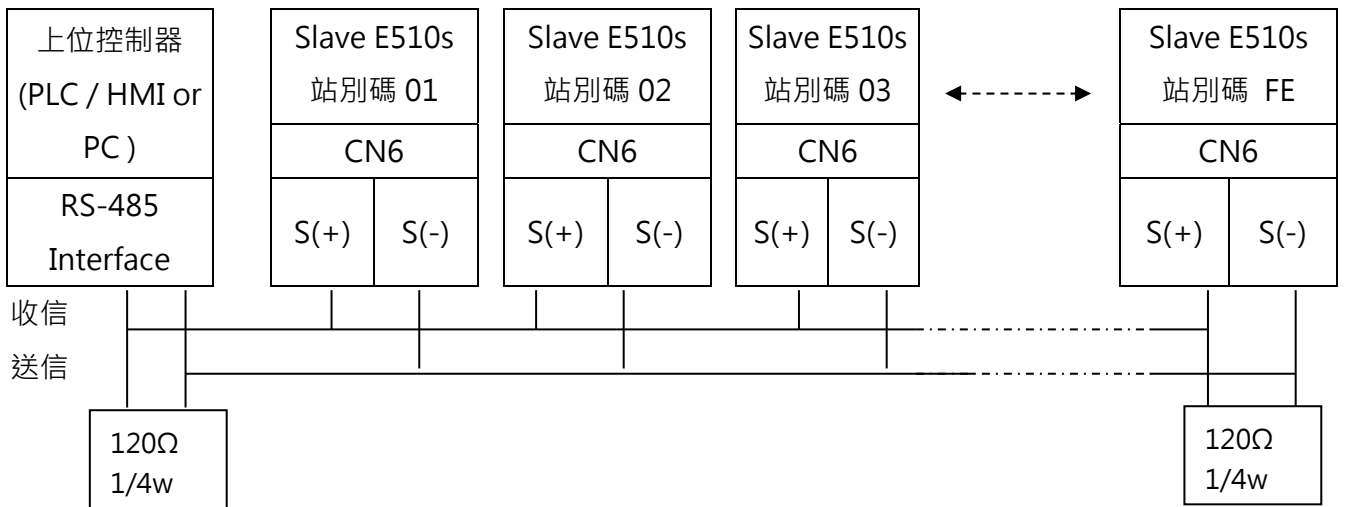 上位控制器
(PLC / HMI or
PC )
RS-485
Interface
Slave E510s
站別碼 01
CN6
S(+) S(-)
Slave E510s
站別碼 02
CN6
S(+) S(-)
Slave E510s
站別碼 03
CN6
S(+) S(-)
Slave E510s
站別碼 FE
CN6
S(+) S(-)
收信
送信
120Ω
1/4w
120Ω
1/4w